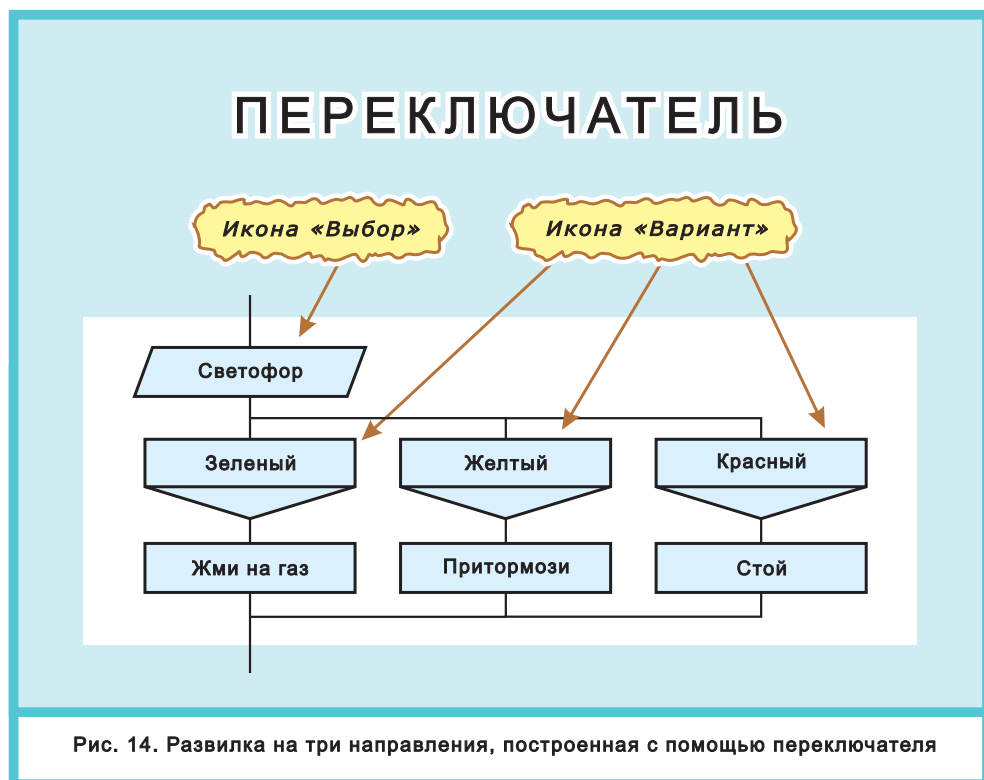 ПЕРЕКЛЮЧАТЕЛЬ
Икона «Выбор»
Икона «Вариант»
Светофор
Зеленый
Желтый
Красный
Жми на газ
Притормози
Стой
Рис. 14. Развилка на три направления, построенная с помощью переключателя